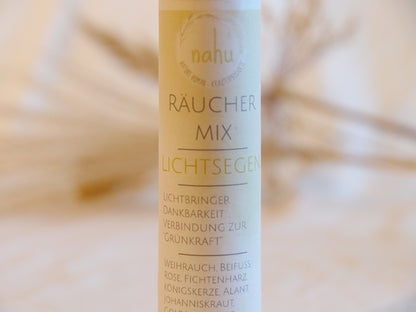 nahu
RÄUCHER
MIX
LICHTSEGEN
LICHTBRINGER
DANKBARKEIT
VERBINDUNG ZUR
"GRÜNKRAFT"
WEIHRAUCH, BEIFUSS
ROSE, FICHTENHARZ,
KÖNIGSKERZE, ALANT
JOHANNISKRAUT,